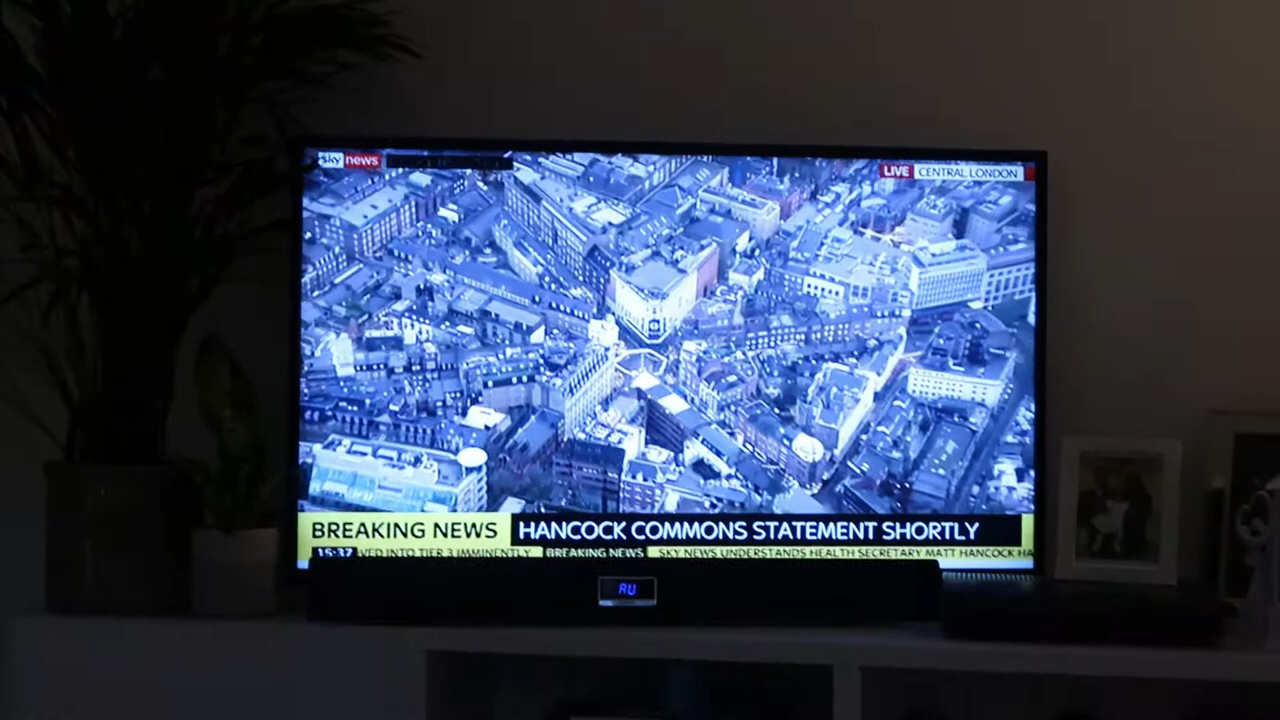 sky news
LIVE CENTRAL LONDON
BREAKING NEWS HANCOCK COMMONS STATEMENT SHORTLY
15:37 VED INTO TIER 3 IMMINENTLY BREAKING NEWS SKY NEWS UNDERSTANDS HEALTH SECRETARY MATT HANCOCK HA
AU